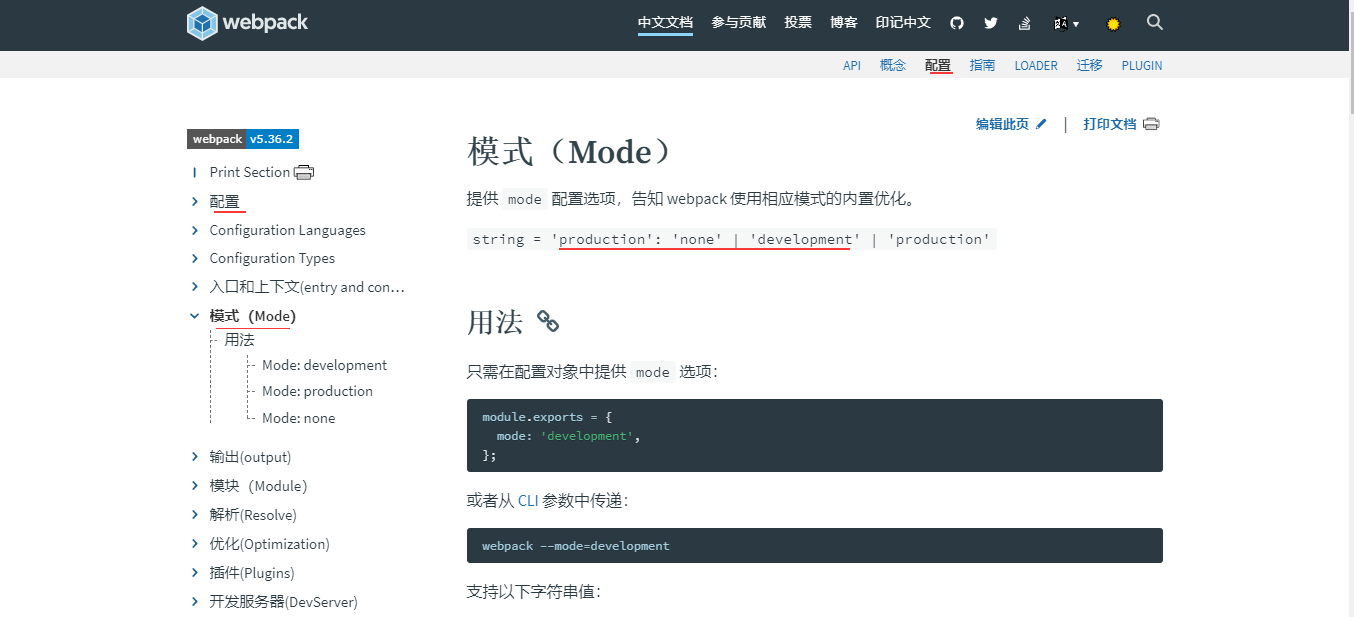 webpack
中文文档 参与贡献 投票 博客 印记中文
API 概念 配置 指南 LOADER 迁移 PLUGIN
编辑此页 | 打印文档
webpack v5.36.2
Print Section
配置
Configuration Languages
Configuration Types
入口和上下文(entry and con…
模式（Mode)
用法
Mode: development
Mode: production
Mode: none
输出(output)
模块（Module）
解析(Resolve)
优化(Optimization)
插件(Plugins)
开发服务器(DevServer)
模式（Mode）
提供 mode 配置选项，告知 webpack 使用相应模式的内置优化。
string = 'production': 'none' | 'development' | 'production'
用法
只需在配置对象中提供 mode 选项：
module.exports = {
  mode: 'development',
};
或者从 CLI 参数中传递：
webpack --mode=development
支持以下字符串值：